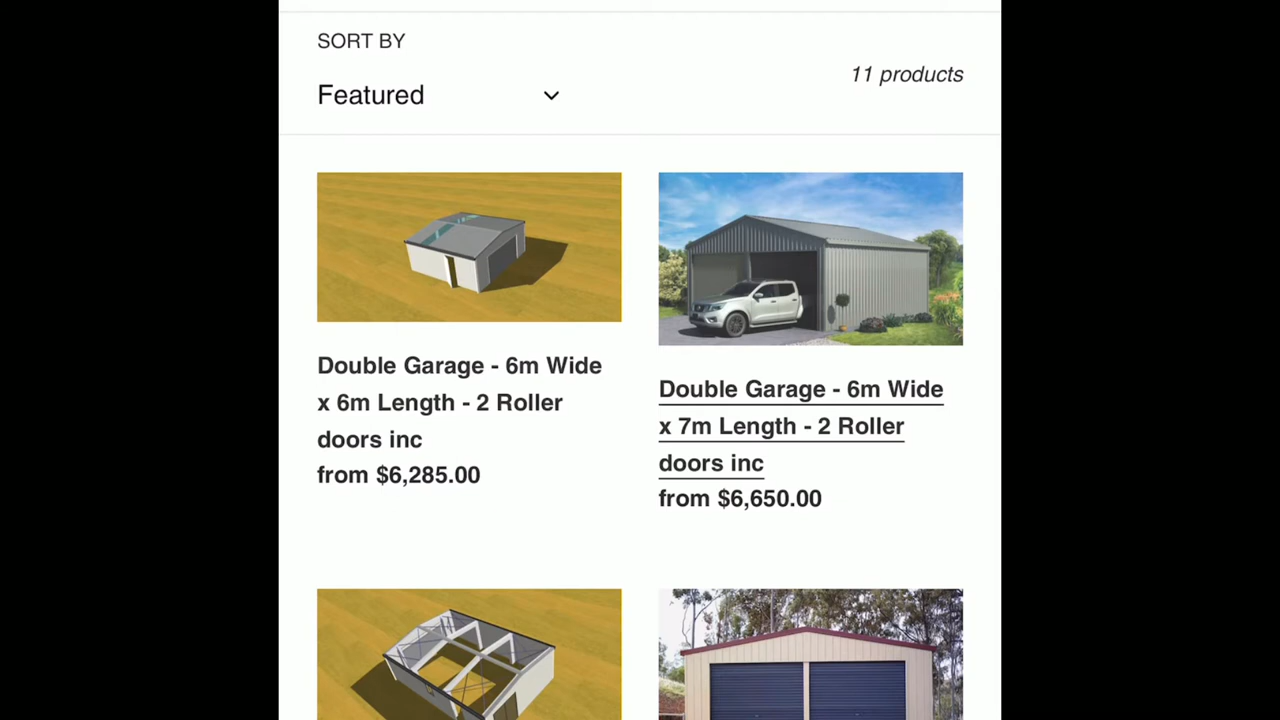 SORT BY
Featured
11 products
Double Garage - 6m Wide
x 6m Length - 2 Roller
doors inc
from $6,285.00
Double Garage - 6m Wide
x 7m Length - 2 Roller
doors inc
from $6,650.00